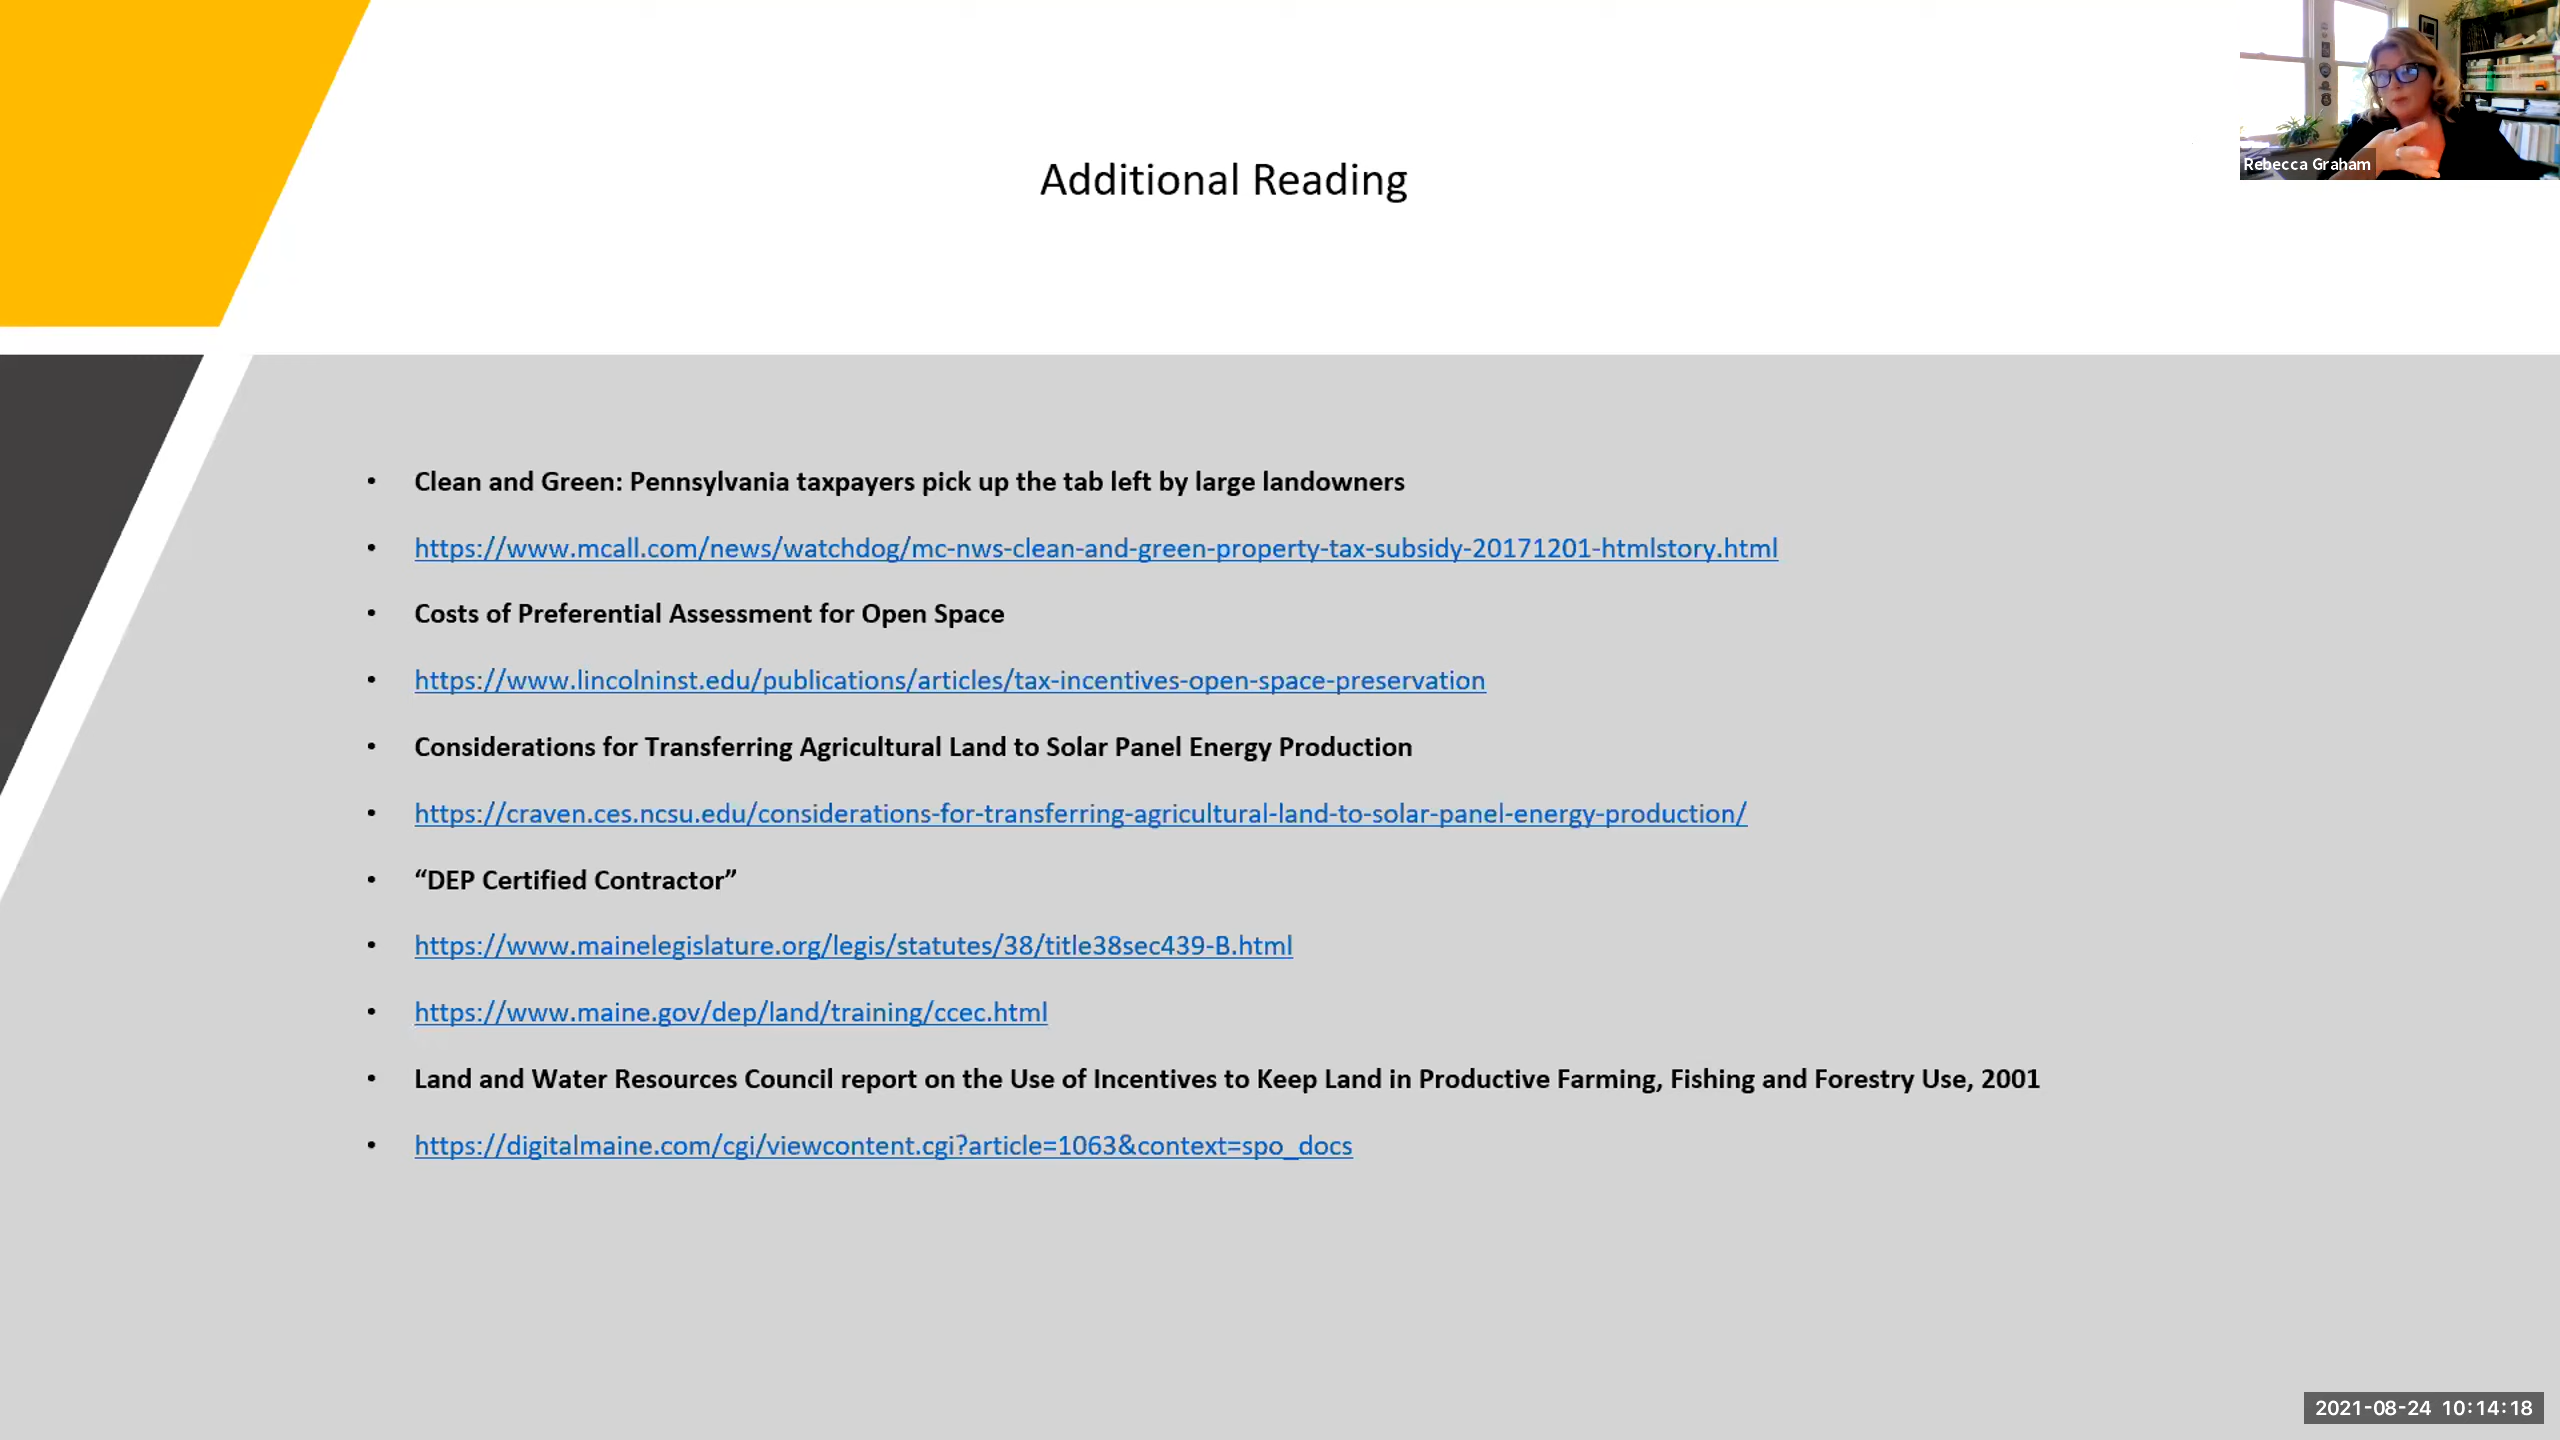 Rebecca Graham
Additional Reading
• Clean and Green: Pennsylvania taxpayers pick up the tab left by large landowners
• https://www.mcall.com/news/watchdog/mc-nws-clean-and-green-property-tax-subsidy-20171201-htmlstory.html
• Costs of Preferential Assessment for Open Space
• https://www.lincolninst.edu/publications/articles/tax-incentives-open-space-preservation
• Considerations for Transferring Agricultural Land to Solar Panel Energy Production
• https://craven.ces.ncsu.edu/considerations-for-transferring-agricultural-land-to-solar-panel-energy-production/
• “DEP Certified Contractor”
• https://www.mainelegislature.org/legis/statutes/38/title38sec439-B.html
• https://www.maine.gov/dep/land/training/ccec.html
• Land and Water Resources Council report on the Use of Incentives to Keep Land in Productive Farming, Fishing and Forestry Use, 2001
• https://digitalmaine.com/cgi/viewcontent.cgi?article=1063&context=spo_docs
2021-08-24 10:14:18